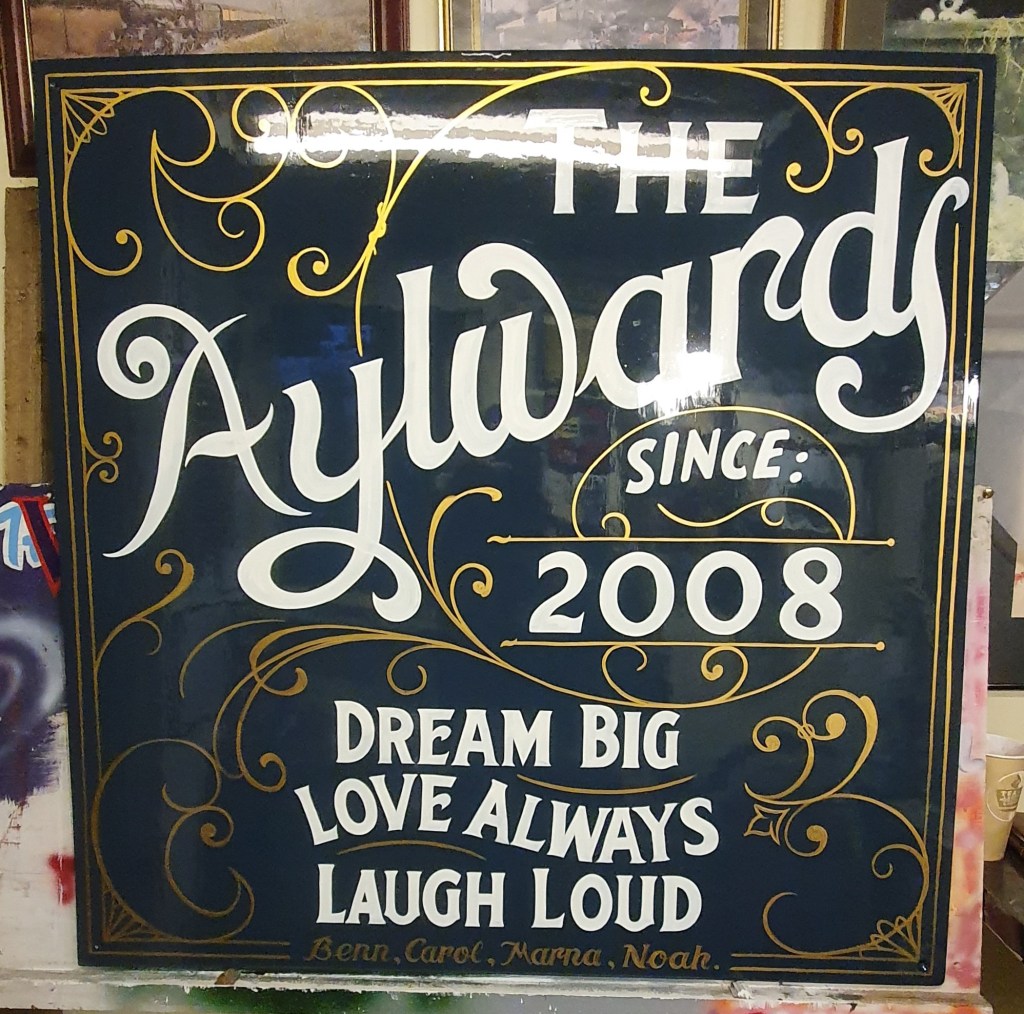 THE
Aylwards
SINCE:
2008
DREAM BIG
LOVE ALWAYS
LAUGH LOUD
Benn, Carol, Marna, Noah.